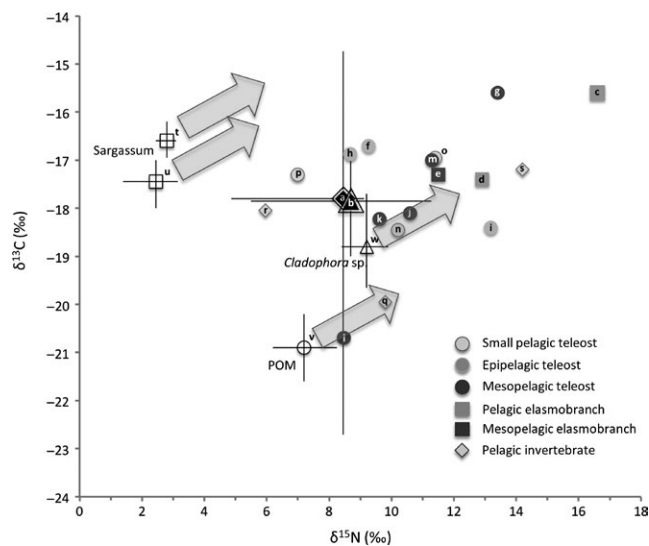 −14
−15
−16
−17
−18
−19
−20
−21
−22
−23
−24
δ¹³C (‰)
0 2 4 6 8 10 12 14 16 18
δ¹⁵N (‰)
g
c
t
Sargassum
u
h
f
o
m
p
e
d
s
a
b
r
k
j
n
i
w
Cladophora sp.
q
v
POM
Small pelagic teleost
Epipelagic teleost
Mesopelagic teleost
Pelagic elasmobranch
Mesopelagic elasmobranch
Pelagic invertebrate